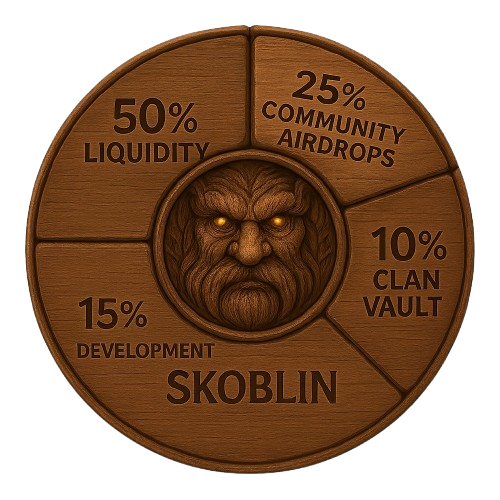 50%
LIQUIDITY
25%
COMMUNITY
AIRDROPS
10%
CLAN
VAULT
15%
DEVELOPMENT
SKOBLIN